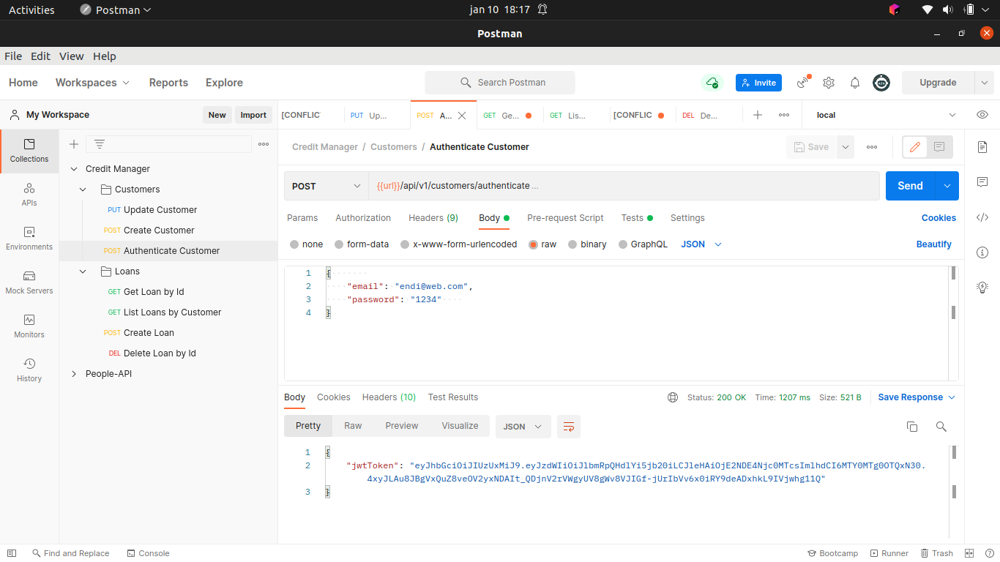 Activities Postman jan 10 18:17
Postman
File Edit View Help
Home Workspaces Reports Explore Search Postman Invite Upgrade
My Workspace New Import [CONFLIC PUT Up... POST A... GET Ge... GET Lis... [CONFLIC DEL De... local
Collections
APIs
Environments
Mock Servers
Monitors
History
Credit Manager
Customers
PUT Update Customer
POST Create Customer
POST Authenticate Customer
Loans
GET Get Loan by Id
GET List Loans by Customer
POST Create Loan
DEL Delete Loan by Id
People-API
Credit Manager / Customers / Authenticate Customer Save
POST {{url}}/api/v1/customers/authenticate ... Send
Params Authorization Headers (9) Body Pre-request Script Tests Settings Cookies
none form-data x-www-form-urlencoded raw binary GraphQL JSON Beautify
1 {
2 "email": "endi@web.com",
3 "password": "1234"
4 }
Body Cookies Headers (10) Test Results Status: 200 OK Time: 1207 ms Size: 521 B Save Response
Pretty Raw Preview Visualize JSON
1 {
2 "jwtToken": "eyJhbGciOiJIUzUxMiJ9.eyJzdWIiOiJlbmRpQHdlYi5jb20iLCJleHAiOjE2NDE4Njc0MTcsImlhdCI6MTY0MTg0OTQxN30.
4xyJLAu8JBgVxQuZ8veOV2yxNDAIt_QDjnV2rVWgyUV8gWv8VJIGf-jUrIbVv6x0iRY9deADxhkL9IVjwhg11Q"
3 }
Find and Replace Console Bootcamp Runner Trash